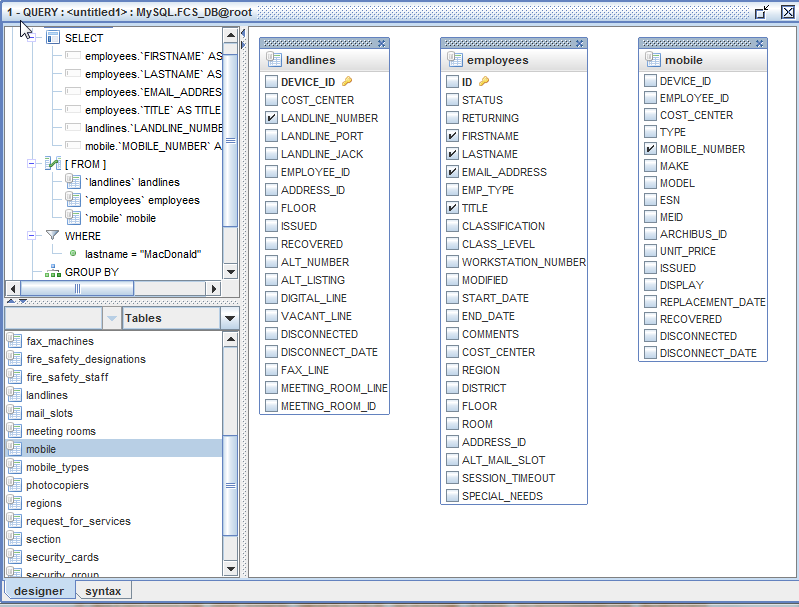 1 - QUERY : <untitled1> : MySQL.FCS_DB@root
SELECT
employees.`FIRSTNAME` AS
employees.`LASTNAME` AS
employees.`EMAIL_ADDRES
employees.`TITLE` AS TITLE
landlines.`LANDLINE_NUMBE
mobile.`MOBILE_NUMBER` A
[ FROM ]
`landlines` landlines
`employees` employees
`mobile` mobile
WHERE
lastname = "MacDonald"
GROUP BY
Tables
fax_machines
fire_safety_designations
fire_safety_staff
landlines
mail_slots
meeting rooms
mobile
mobile_types
photocopiers
regions
request_for_services
section
security_cards
security_group
landlines
DEVICE_ID
COST_CENTER
LANDLINE_NUMBER
LANDLINE_PORT
LANDLINE_JACK
EMPLOYEE_ID
ADDRESS_ID
FLOOR
ISSUED
RECOVERED
ALT_NUMBER
ALT_LISTING
DIGITAL_LINE
VACANT_LINE
DISCONNECTED
DISCONNECT_DATE
FAX_LINE
MEETING_ROOM_LINE
MEETING_ROOM_ID
employees
ID
STATUS
RETURNING
FIRSTNAME
LASTNAME
EMAIL_ADDRESS
EMP_TYPE
TITLE
CLASSIFICATION
CLASS_LEVEL
WORKSTATION_NUMBER
MODIFIED
START_DATE
END_DATE
COMMENTS
COST_CENTER
REGION
DISTRICT
FLOOR
ROOM
ADDRESS_ID
ALT_MAIL_SLOT
SESSION_TIMEOUT
SPECIAL_NEEDS
mobile
DEVICE_ID
EMPLOYEE_ID
COST_CENTER
TYPE
MOBILE_NUMBER
MAKE
MODEL
ESN
MEID
ARCHIBUS_ID
UNIT_PRICE
ISSUED
DISPLAY
REPLACEMENT_DATE
RECOVERED
DISCONNECTED
DISCONNECT_DATE
designer
syntax